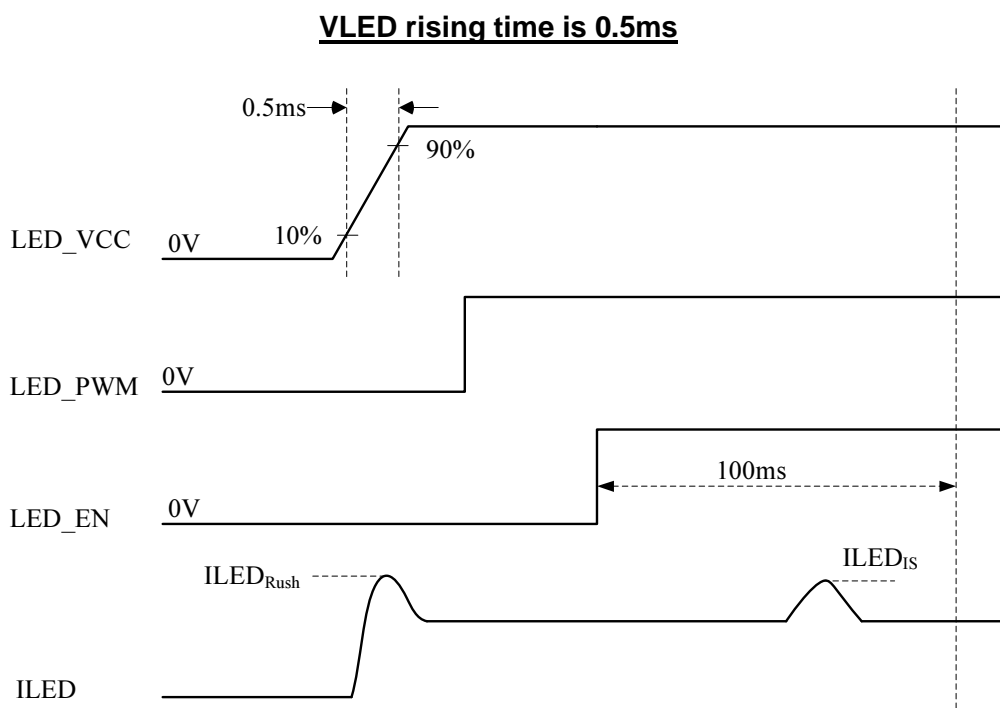 VLED rising time is 0.5ms
0.5ms
90%
10%
LED_VCC
0V
LED_PWM
0V
100ms
LED_EN
0V
ILEDRush
ILEDIS
ILED